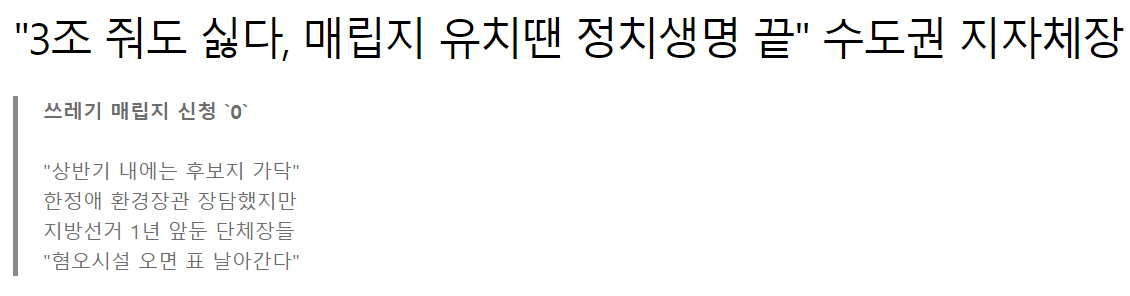 "3조 줘도 싫다, 매립지 유치땐 정치생명 끝" 수도권 지자체장
쓰레기 매립지 신청 `0`
"상반기 내에는 후보지 가닥"
한정애 환경장관 장담했지만
지방선거 1년 앞둔 단체장들
"혐오시설 오면 표 날아간다"